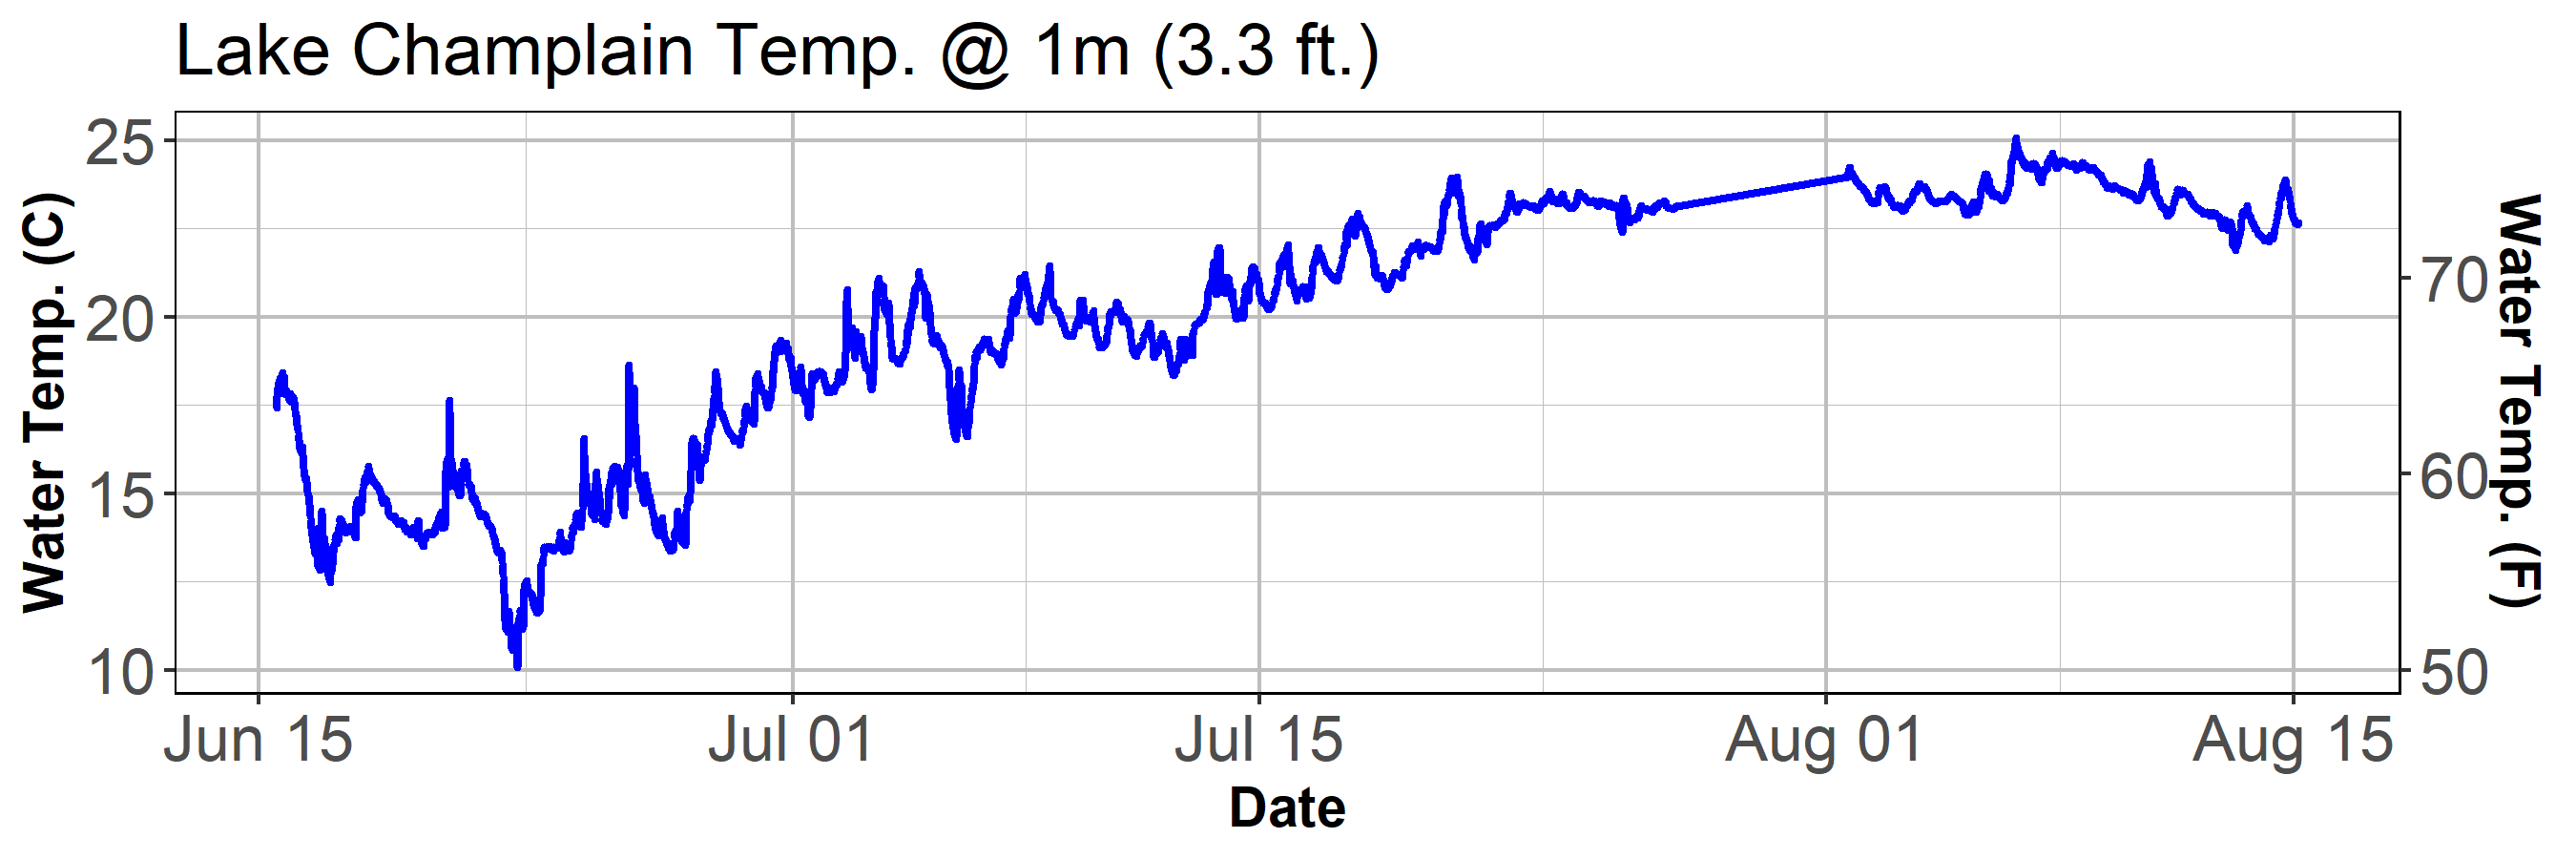 Lake Champlain Temp. @ 1m (3.3 ft.)
Water Temp. (C)
25
20
15
10
70
60
50
Water Temp. (F)
Jun 15 Jul 01 Jul 15 Aug 01 Aug 15
Date